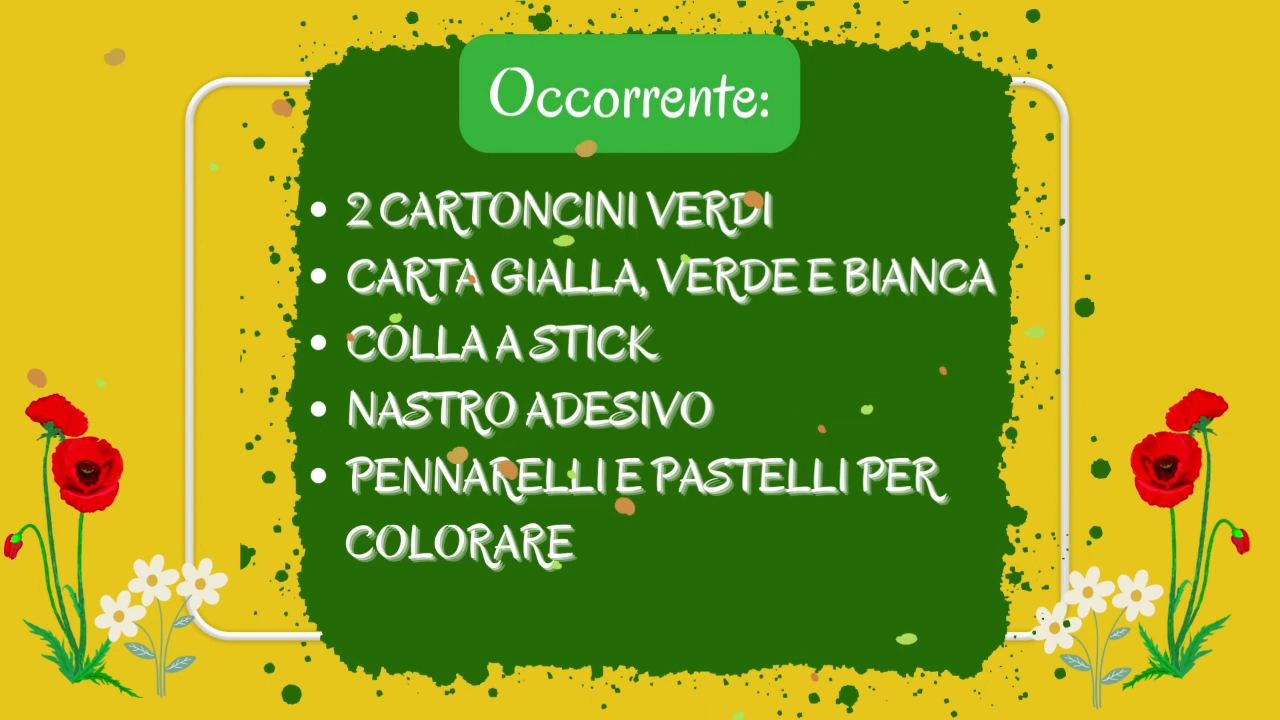 Occorrente:
2 CARTONCINI VERDI
CARTA GIALLA, VERDE E BIANCA
COLLA A STICK
NASTRO ADESIVO
PENNARELLI E PASTELLI PER
COLORARE